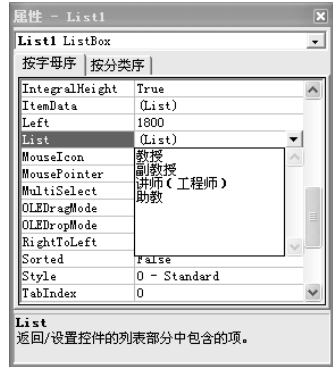 属性 - List1
List1 ListBox
按字母序 按分类序
IntegralHeight True
ItemData (List)
Left 1800
List (List)
MouseIcon 教授
MousePointer 副教授
MultiSelect 讲师(工程师)
OLEDragMode 助教
OLEDropMode
RightToLeft
Sorted False
Style 0 - Standard
TabIndex 0
List
返回/设置控件的列表部分中包含的项。